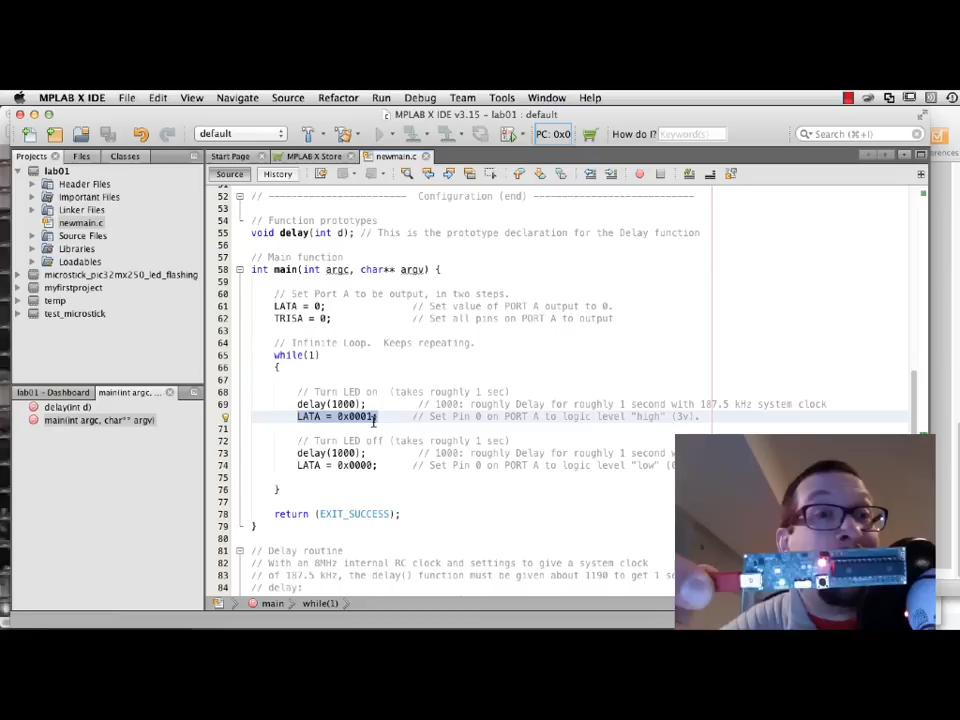 MPLAB X IDE File Edit View Navigate Source Refactor Run Debug Team Tools Window Help
MPLAB X IDE v3.15 - lab01 : default
default PC: 0x0 How do I? Keyword(s) Search (⌘+I)
Projects Files Classes Start Page MPLAB X Store newmain.c
Source History
lab01
Header Files
Important Files
Linker Files
newmain.c
Source Files
Libraries
Loadables
microstick_pic32mx250_led_flashing
myfirstproject
temp
test_microstick
lab01 - Dashboard main(int argc, ...
delay(int d)
main(int argc, char** argv)
52 // ------------------------ Configuration (end) ----------------------------
53
54 // Function prototypes
55 void delay(int d); // This is the prototype declaration for the Delay function
56
57 // Main function
58 int main(int argc, char** argv) {
59
60 // Set Port A to be output, in two steps.
61 LATA = 0; // Set value of PORT A output to 0.
62 TRISA = 0; // Set all pins on PORT A to output
63
64 // Infinite Loop. Keeps repeating.
65 while(1)
66 {
67
68 // Turn LED on (takes roughly 1 sec)
69 delay(1000); // 1000: roughly Delay for roughly 1 second with 187.5 kHz system clock
LATA = 0x0001; // Set Pin 0 on PORT A to logic level "high" (3v).
71
72 // Turn LED off (takes roughly 1 sec)
73 delay(1000); // 1000: roughly Delay for roughly 1 second w
74 LATA = 0x0000; // Set Pin 0 on PORT A to logic level "low" (
75
76 }
77
78 return (EXIT_SUCCESS);
79 }
80
81 // Delay routine
82 // With an 8MHz internal RC clock and settings to give a system clock
83 // of 187.5 kHz, the delay() function must be given about 1190 to get 1
84 // delay:
main while(1)